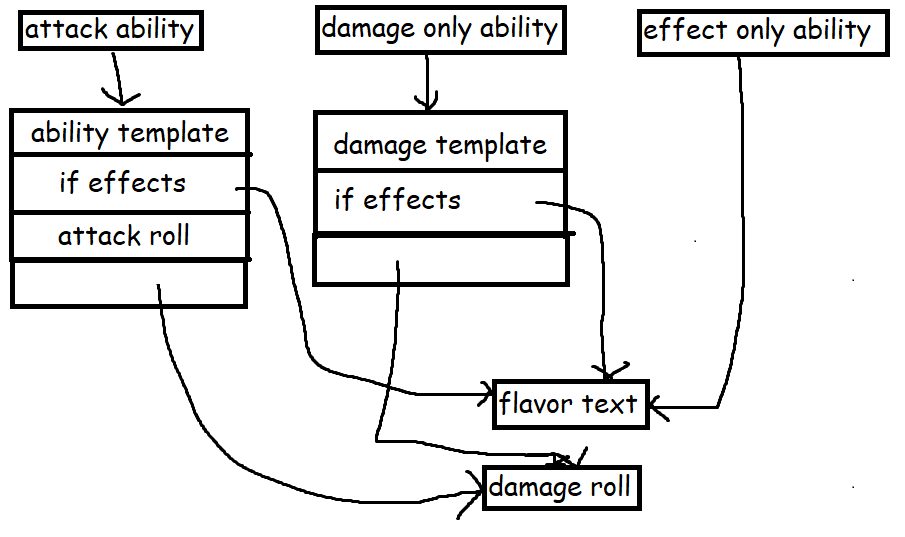 attack ability
damage only ability
effect only ability
ability template
if effects
attack roll
damage template
if effects
flavor text
damage roll